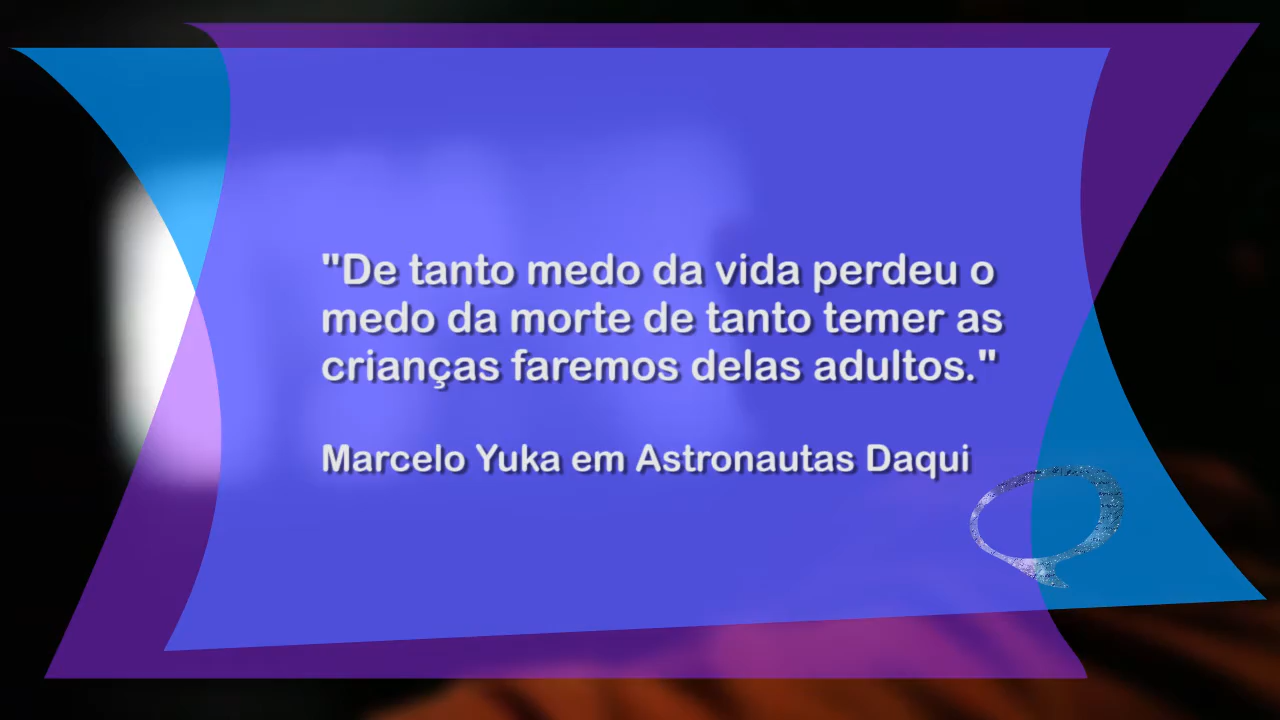 "De tanto medo da vida perdeu o
medo da morte de tanto temer as
crianças faremos delas adultos."
Marcelo Yuka em Astronautas Daqui